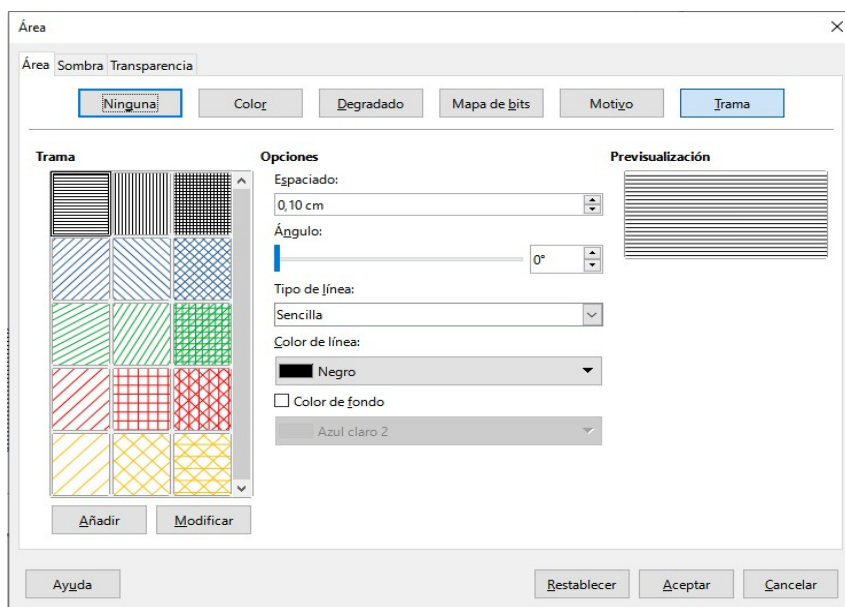 Área
Área Sombra Transparencia
Ninguna Color Degradado Mapa de bits Motivo Trama
Trama
Opciones
Previsualización
Espaciado:
0,10 cm
Ángulo:
0°
Tipo de línea:
Sencilla
Color de línea:
Negro
Color de fondo
Azul claro 2
Añadir Modificar
Ayuda Restablecer Aceptar Cancelar